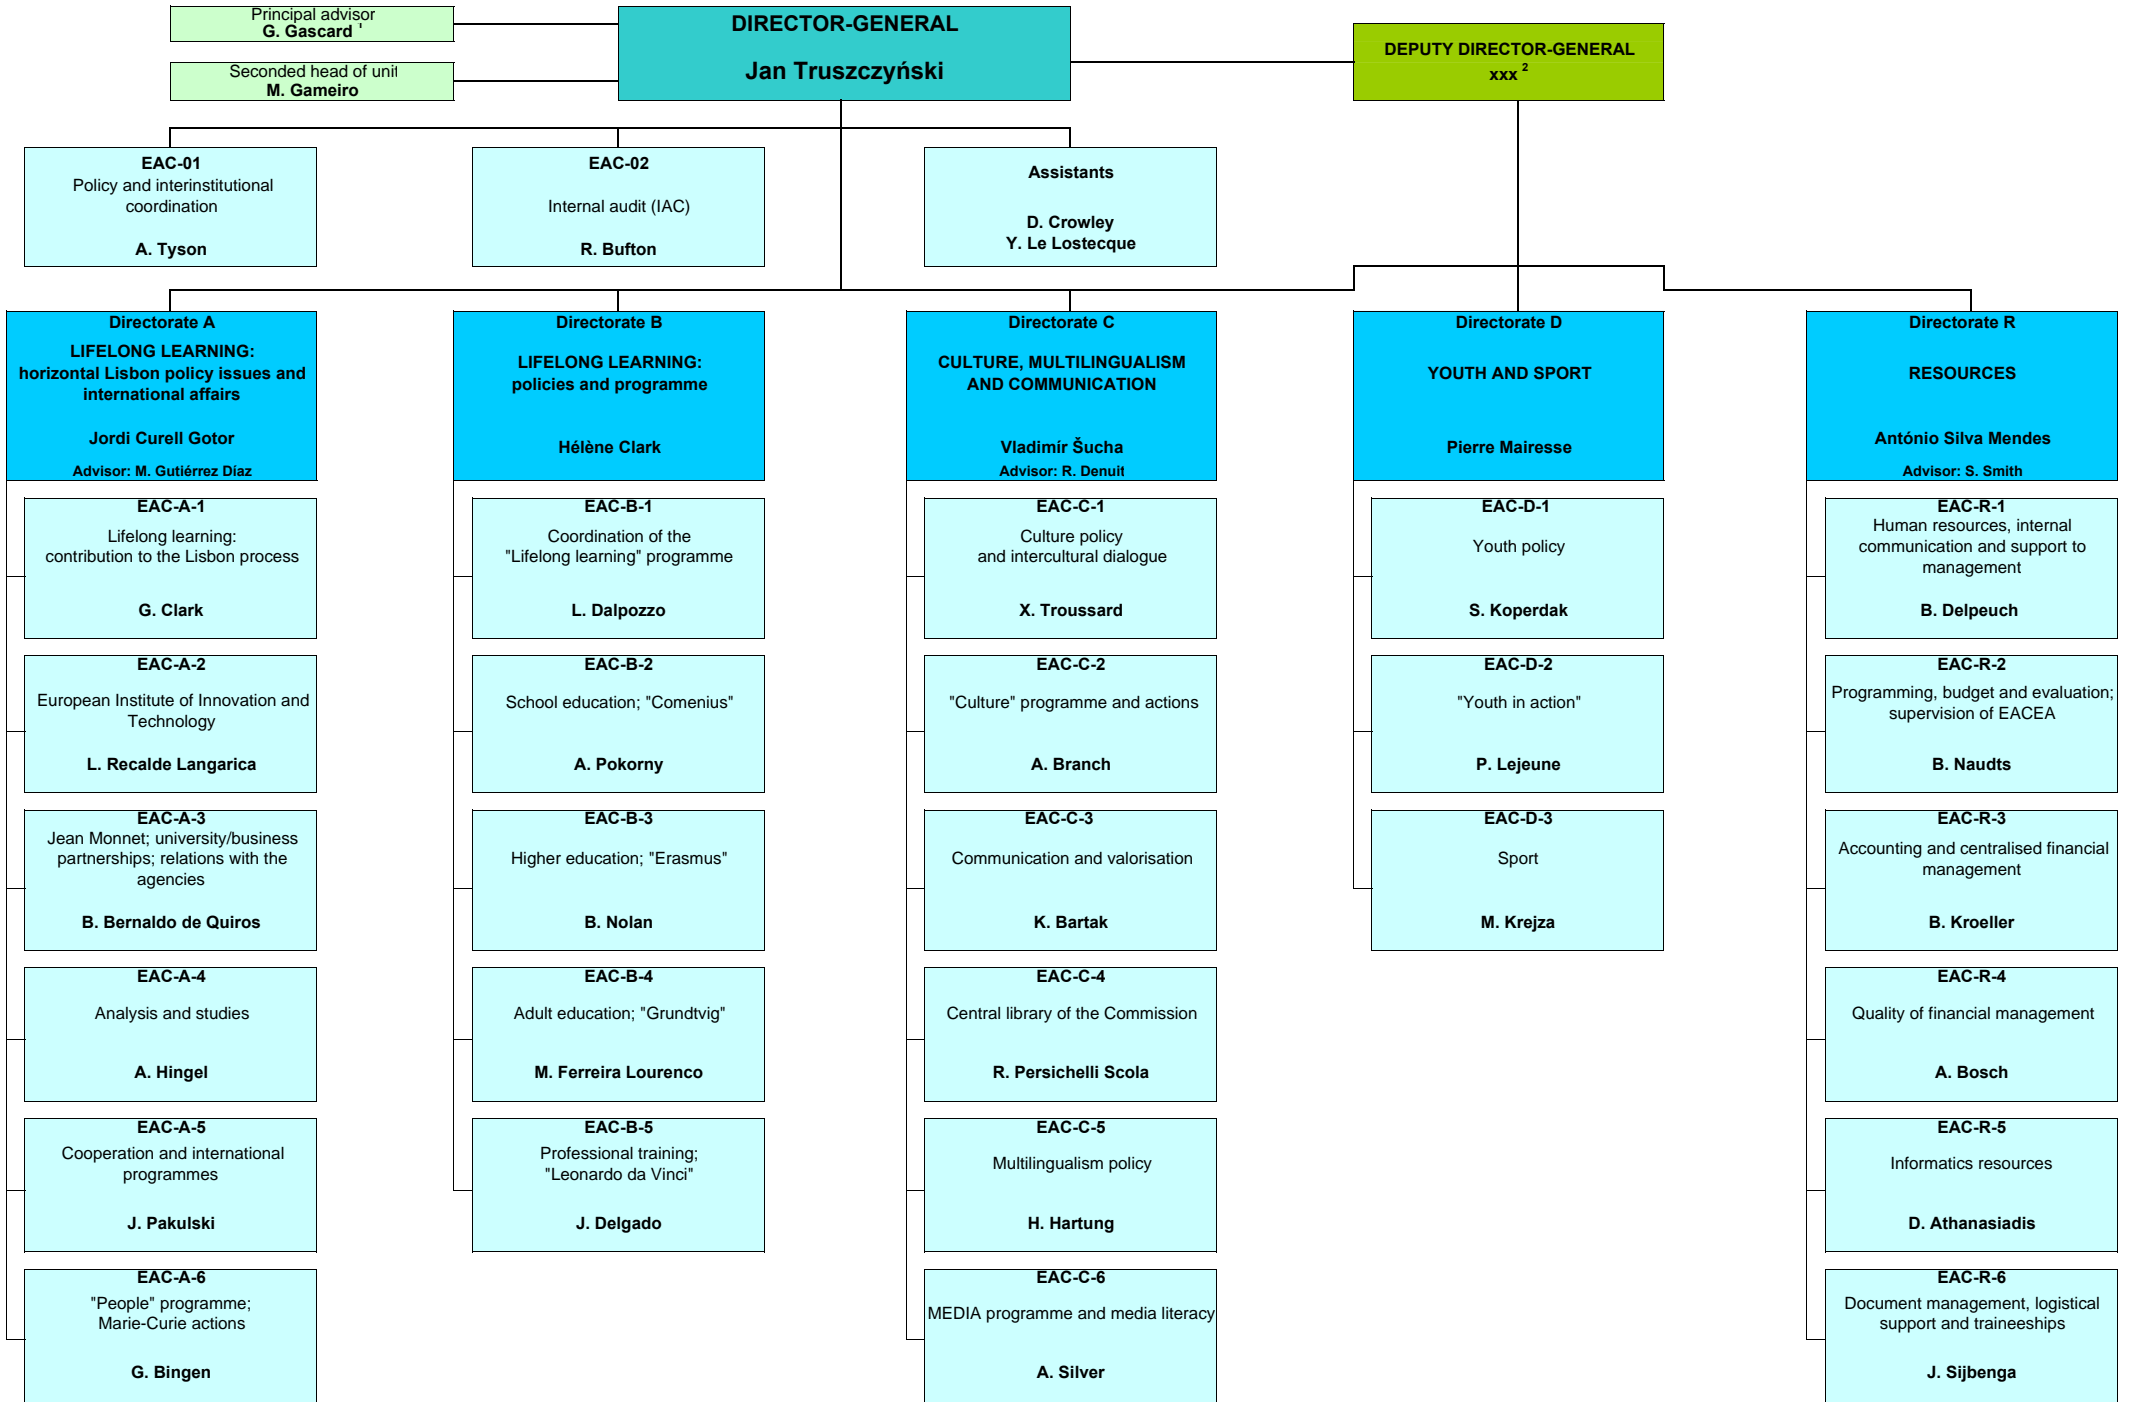 Principal advisor
G. Gascard 1
Seconded head of unit
M. Gameiro
DIRECTOR-GENERAL
Jan Truszczyński
DEPUTY DIRECTOR-GENERAL
xxx 2
EAC-01
Policy and interinstitutional
coordination
A. Tyson
EAC-02
Internal audit (IAC)
R. Bufton
Assistants
D. Crowley
Y. Le Lostecque
Directorate A
LIFELONG LEARNING:
horizontal Lisbon policy issues and
international affairs
Jordi Curell Gotor
Advisor: M. Gutiérrez Díaz
EAC-A-1
Lifelong learning:
contribution to the Lisbon process
G. Clark
EAC-A-2
European Institute of Innovation and
Technology
L. Recalde Langarica
EAC-A-3
Jean Monnet; university/business
partnerships; relations with the
agencies
B. Bernaldo de Quiros
EAC-A-4
Analysis and studies
A. Hingel
EAC-A-5
Cooperation and international
programmes
J. Pakulski
EAC-A-6
"People" programme;
Marie-Curie actions
G. Bingen
Directorate B
LIFELONG LEARNING:
policies and programme
Hélène Clark
EAC-B-1
Coordination of the
"Lifelong learning" programme
L. Dalpozzo
EAC-B-2
School education; "Comenius"
A. Pokorny
EAC-B-3
Higher education; "Erasmus"
B. Nolan
EAC-B-4
Adult education; "Grundtvig"
M. Ferreira Lourenco
EAC-B-5
Professional training;
"Leonardo da Vinci"
J. Delgado
Directorate C
CULTURE, MULTILINGUALISM
AND COMMUNICATION
Vladimír Šucha
Advisor: R. Denuit
EAC-C-1
Culture policy
and intercultural dialogue
X. Troussard
EAC-C-2
"Culture" programme and actions
A. Branch
EAC-C-3
Communication and valorisation
K. Bartak
EAC-C-4
Central library of the Commission
R. Persichelli Scola
EAC-C-5
Multilingualism policy
H. Hartung
EAC-C-6
MEDIA programme and media literacy
A. Silver
Directorate D
YOUTH AND SPORT
Pierre Mairesse
EAC-D-1
Youth policy
S. Koperdak
EAC-D-2
"Youth in action"
P. Lejeune
EAC-D-3
Sport
M. Krejza
Directorate R
RESOURCES
António Silva Mendes
Advisor: S. Smith
EAC-R-1
Human resources, internal
communication and support to
management
B. Delpeuch
EAC-R-2
Programming, budget and evaluation;
supervision of EACEA
B. Naudts
EAC-R-3
Accounting and centralised financial
management
B. Kroeller
EAC-R-4
Quality of financial management
A. Bosch
EAC-R-5
Informatics resources
D. Athanasiadis
EAC-R-6
Document management, logistical
support and traineeships
J. Sijbenga